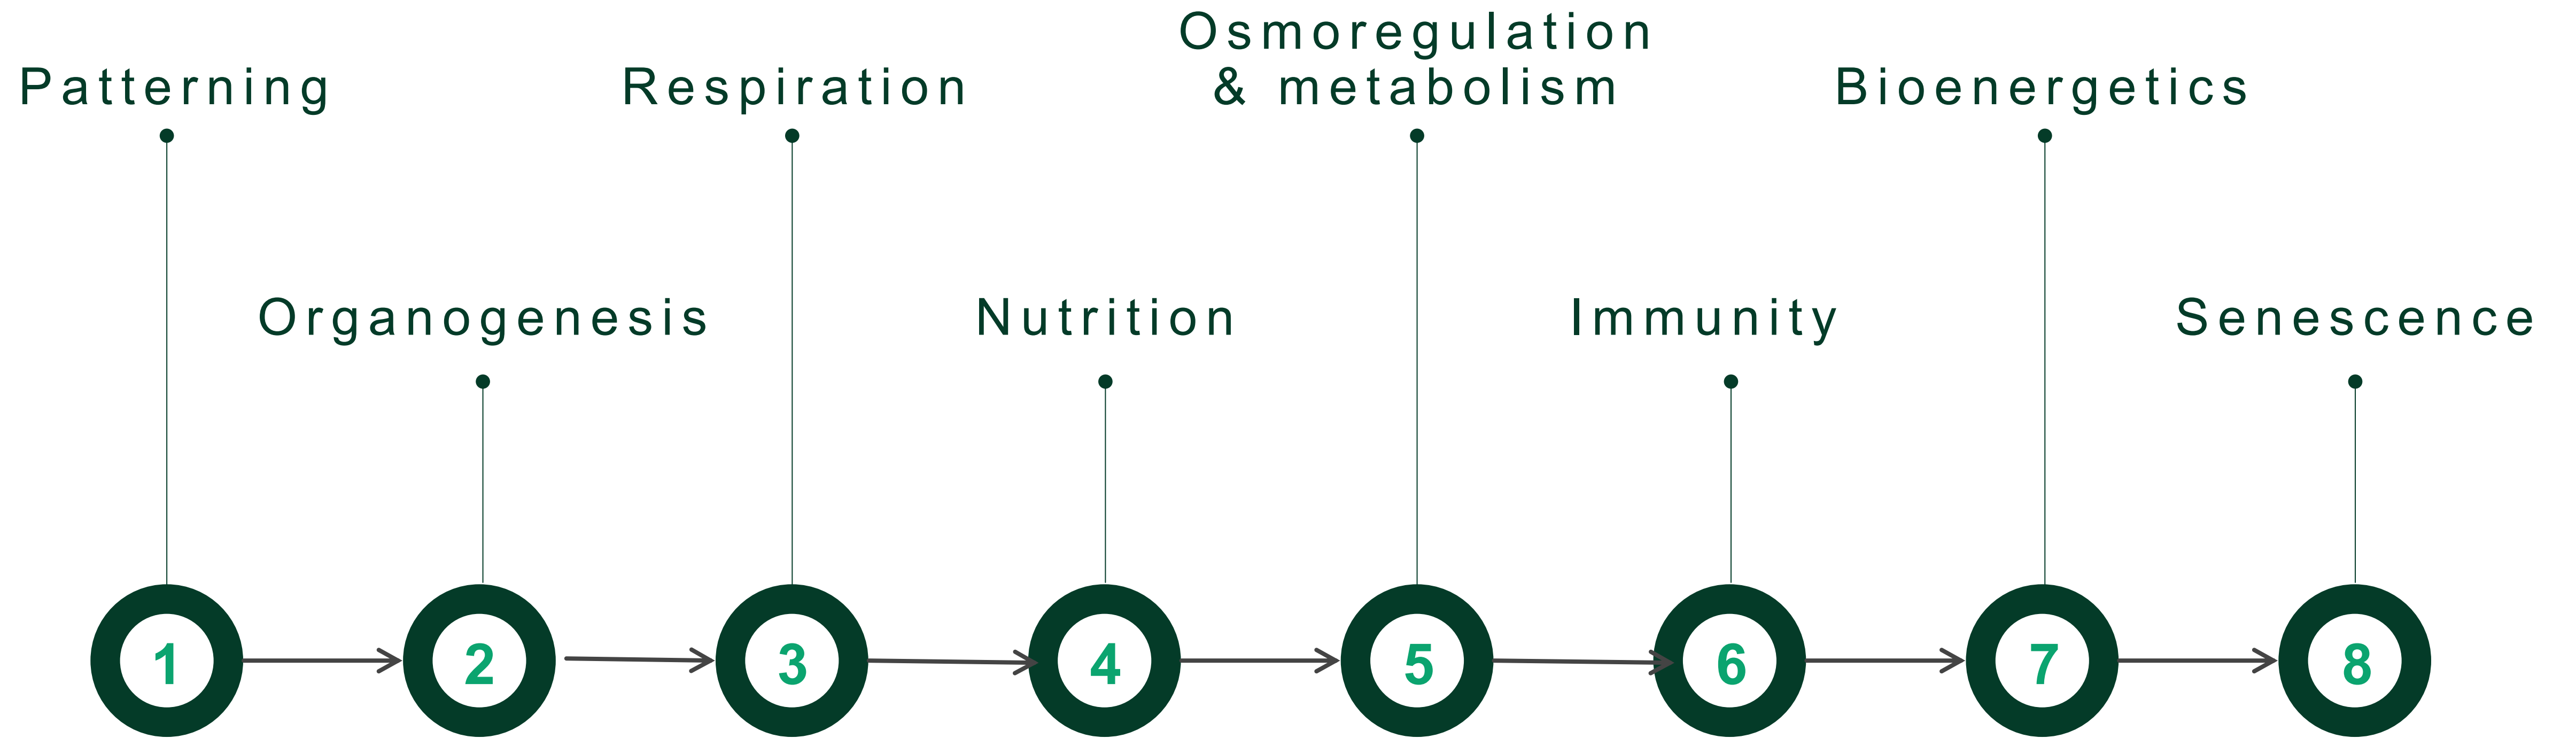 Patterning
Organogenesis
Respiration
Nutrition
Osmoregulation
& metabolism
Immunity
Bioenergetics
Senescence
1
2
3
4
5
6
7
8